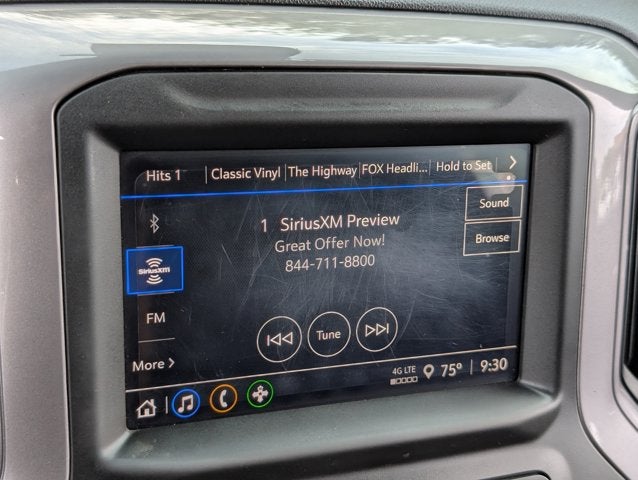 Hits 1 Classic Vinyl The Highway FOX Headli... Hold to Set
1 SiriusXM Preview
Great Offer Now!
844-711-8800
Sound
Browse
SiriusXM
FM
Tune
More
4G LTE 75° 9:30